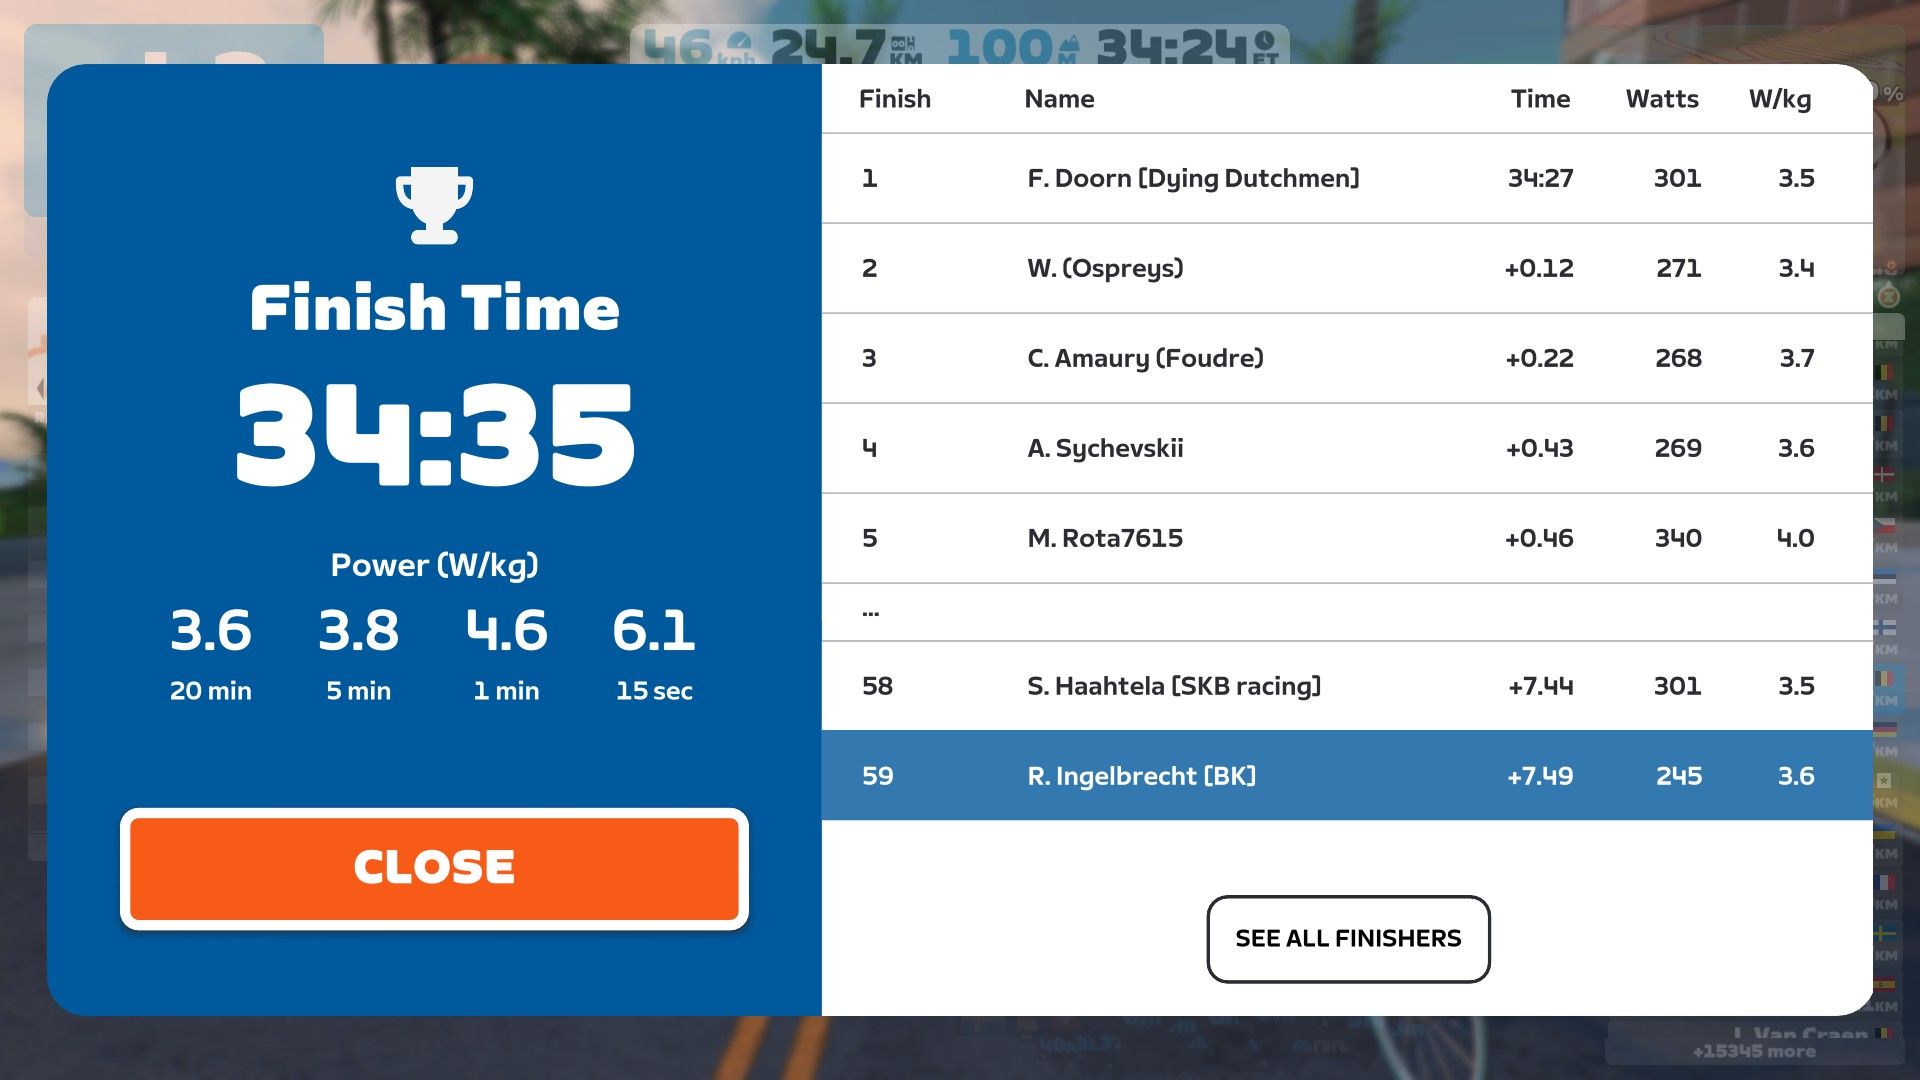 46 kph 24.7 KM 100 M 34:24 ET
Finish Time
34:35
Power (W/kg)
3.6 3.8 4.6 6.1
20 min 5 min 1 min 15 sec
CLOSE
Finish Name Time Watts W/kg
1 F. Doorn [Dying Dutchmen] 34:27 301 3.5
2 W. (Ospreys) +0.12 271 3.4
3 C. Amaury (Foudre) +0.22 268 3.7
4 A. Sychevskii +0.43 269 3.6
5 M. Rota7615 +0.46 340 4.0
...
58 S. Haahtela [SKB racing] +7.44 301 3.5
59 R. Ingelbrecht [BK] +7.49 245 3.6
SEE ALL FINISHERS
Van Craen
+15345 more